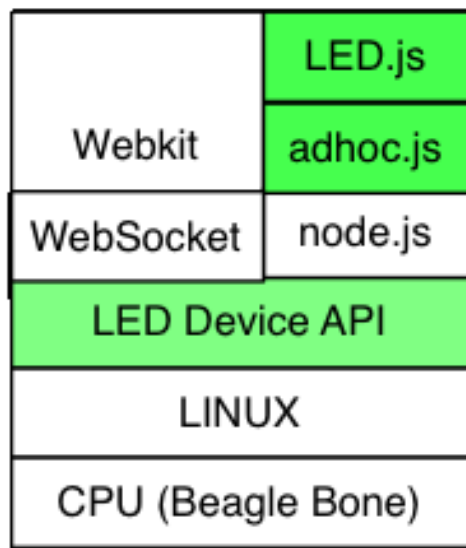 LED.js
Webkit
adhoc.js
WebSocket
node.js
LED Device API
LINUX
CPU (Beagle Bone)